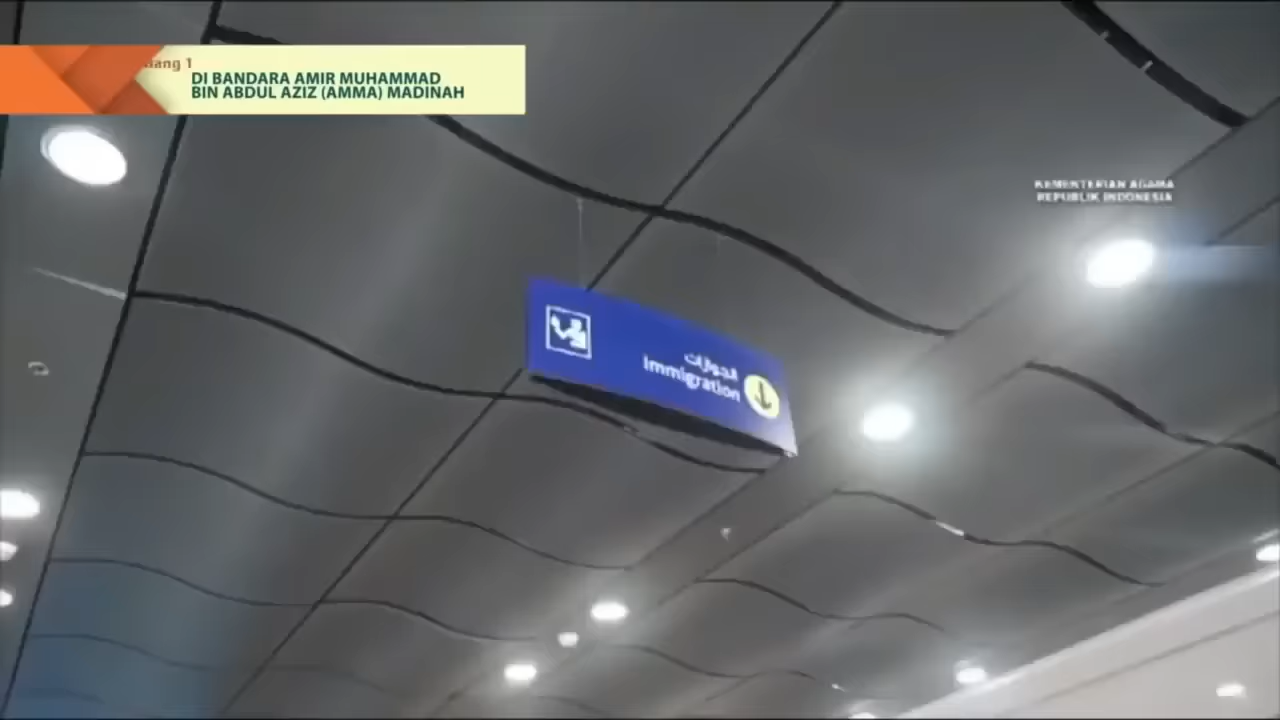 DI BANDARA AMIR MUHAMMAD
BIN ABDUL AZIZ (AMMA) MADINAH
KEMENTERIAN AGAMA
REPUBLIK INDONESIA
الجوازات
Immigration